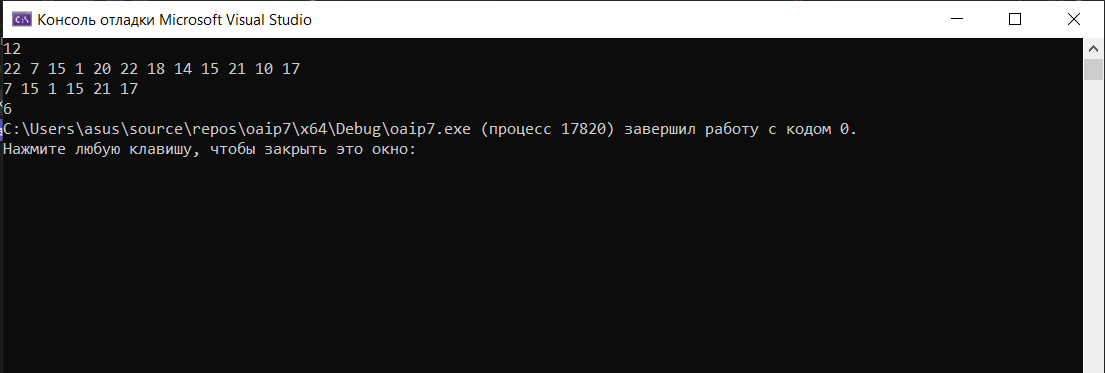 Консоль отладки Microsoft Visual Studio
12
22 7 15 1 20 22 18 14 15 21 10 17
7 15 1 15 21 17
6
C:\Users\asus\source\repos\oaip7\x64\Debug\oaip7.exe (процесс 17820) завершил работу с кодом 0.
Нажмите любую клавишу, чтобы закрыть это окно: